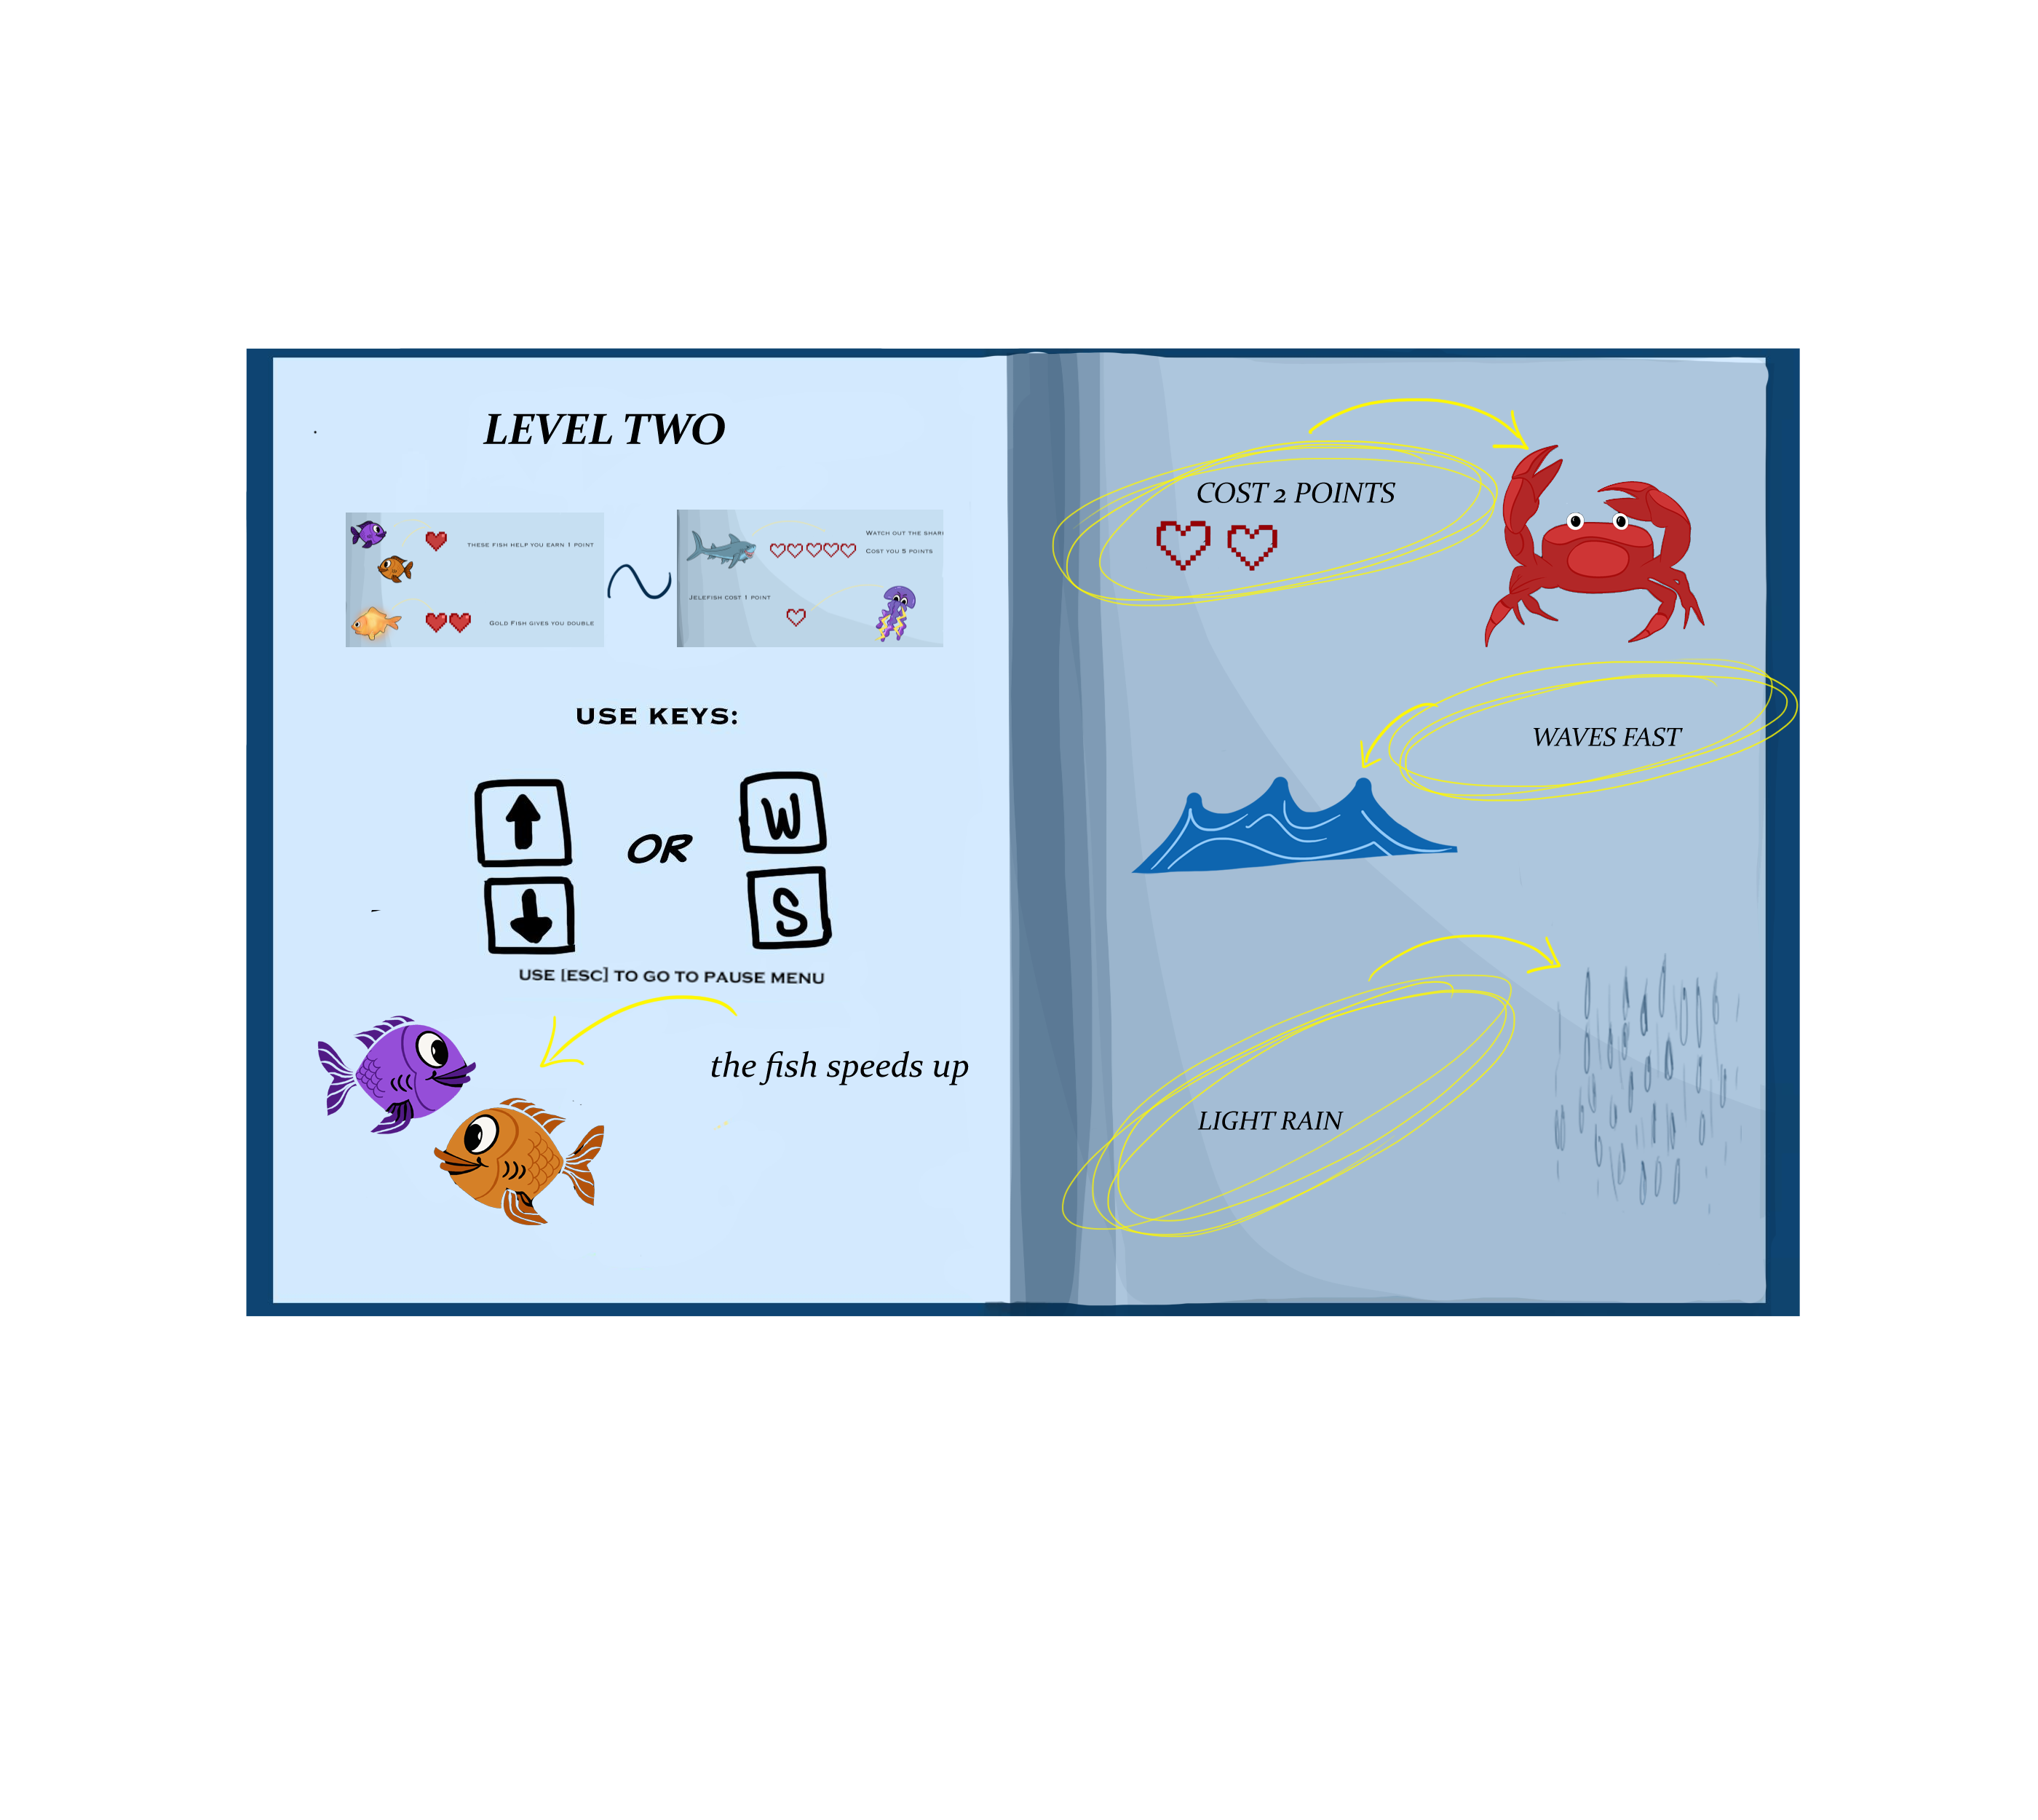 LEVEL TWO
THESE FISH HELP YOU EARN 1 POINT
GOLD FISH GIVES YOU DOUBLE
WATCH OUT THE SHAR
COST YOU 5 POINTS
JELEFISH COST 1 POINT
USE KEYS:
OR
W
S
USE [ESC] TO GO TO PAUSE MENU
the fish speeds up
COST 2 POINTS
WAVES FAST
LIGHT RAIN